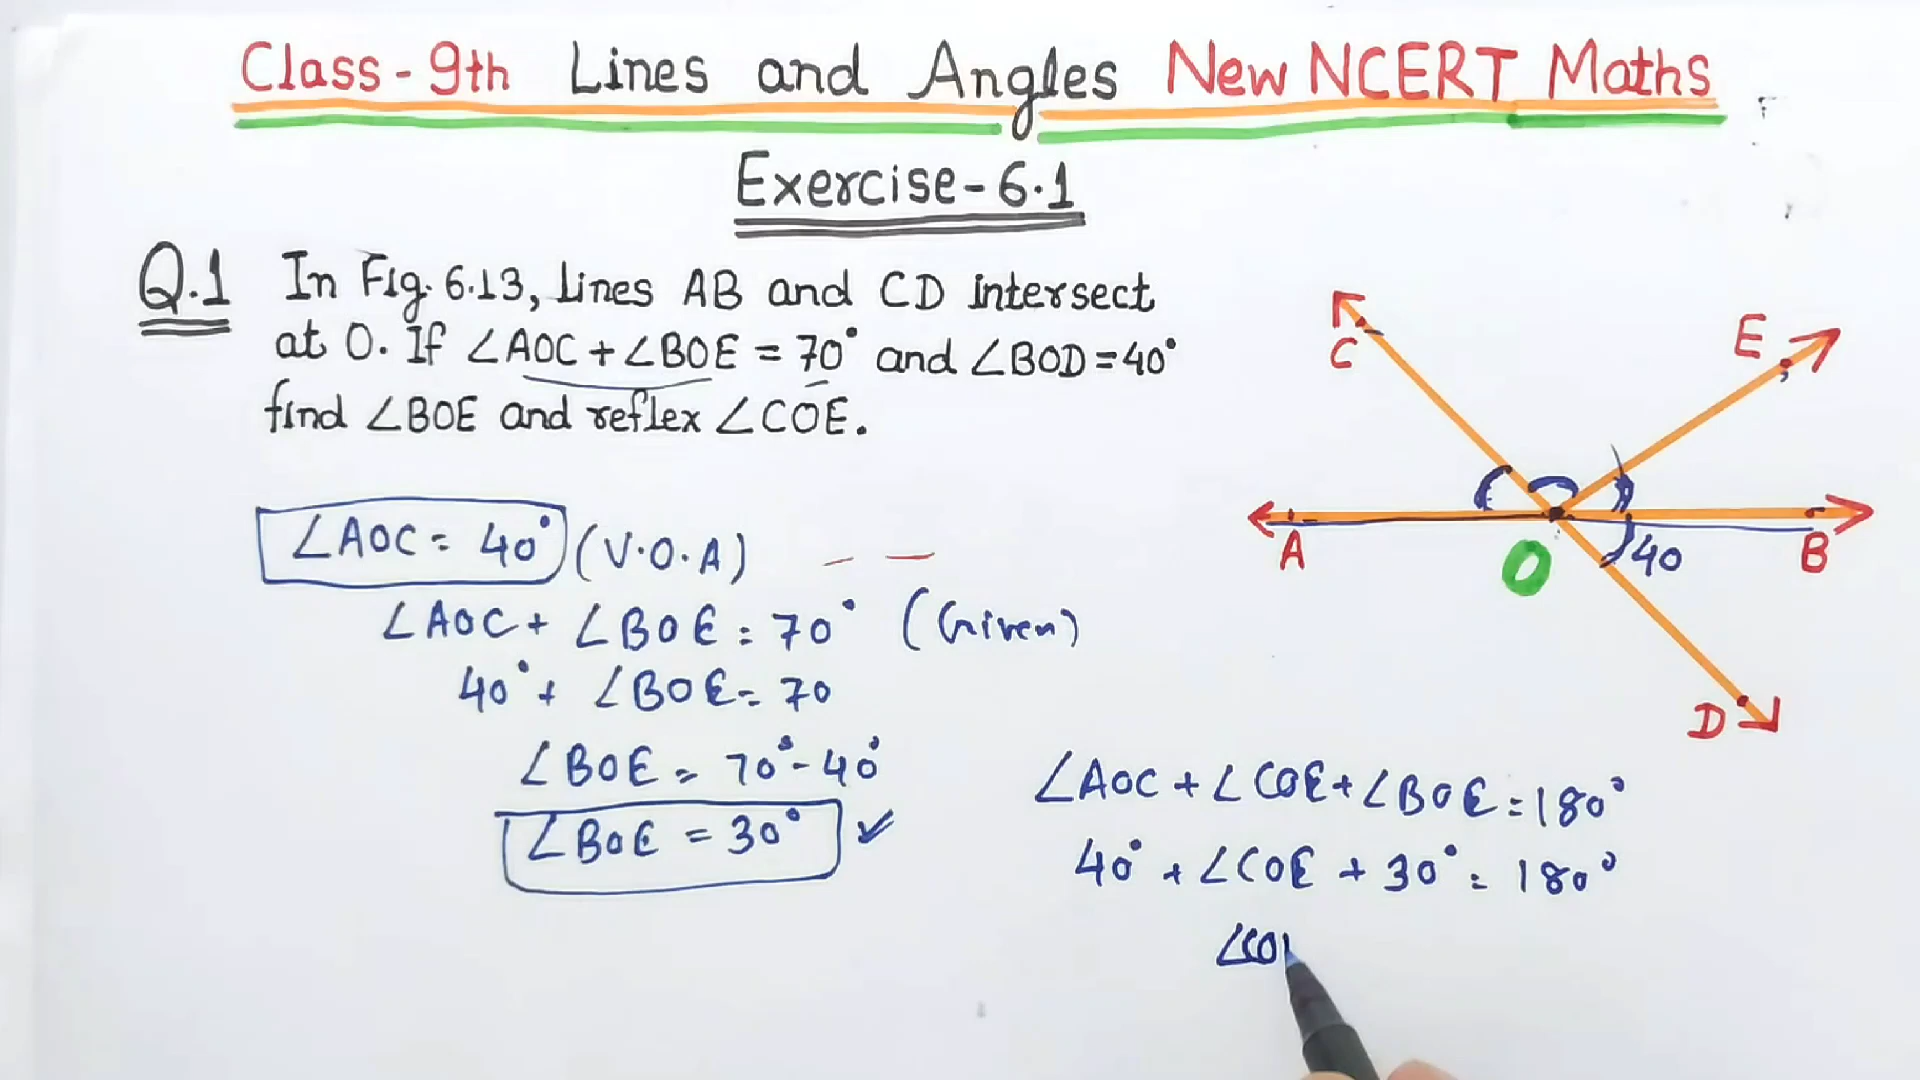 Class-9th Lines and Angles New NCERT Maths
Exercise-6.1
Q.1 In Fig. 6.13, Lines AB and CD intersect
at O. If ∠AOC + ∠BOE = 70° and ∠BOD = 40°
find ∠BOE and reflex ∠COE.
C
E
A
O
40
B
D
∠AOC = 40° (V.O.A)
∠AOC + ∠BOE = 70° (Given)
40° + ∠BOE = 70
∠BOE = 70° - 40°
∠BOE = 30° ✓
∠AOC + ∠COE + ∠BOE = 180°
40° + ∠COE + 30° = 180°
∠CO